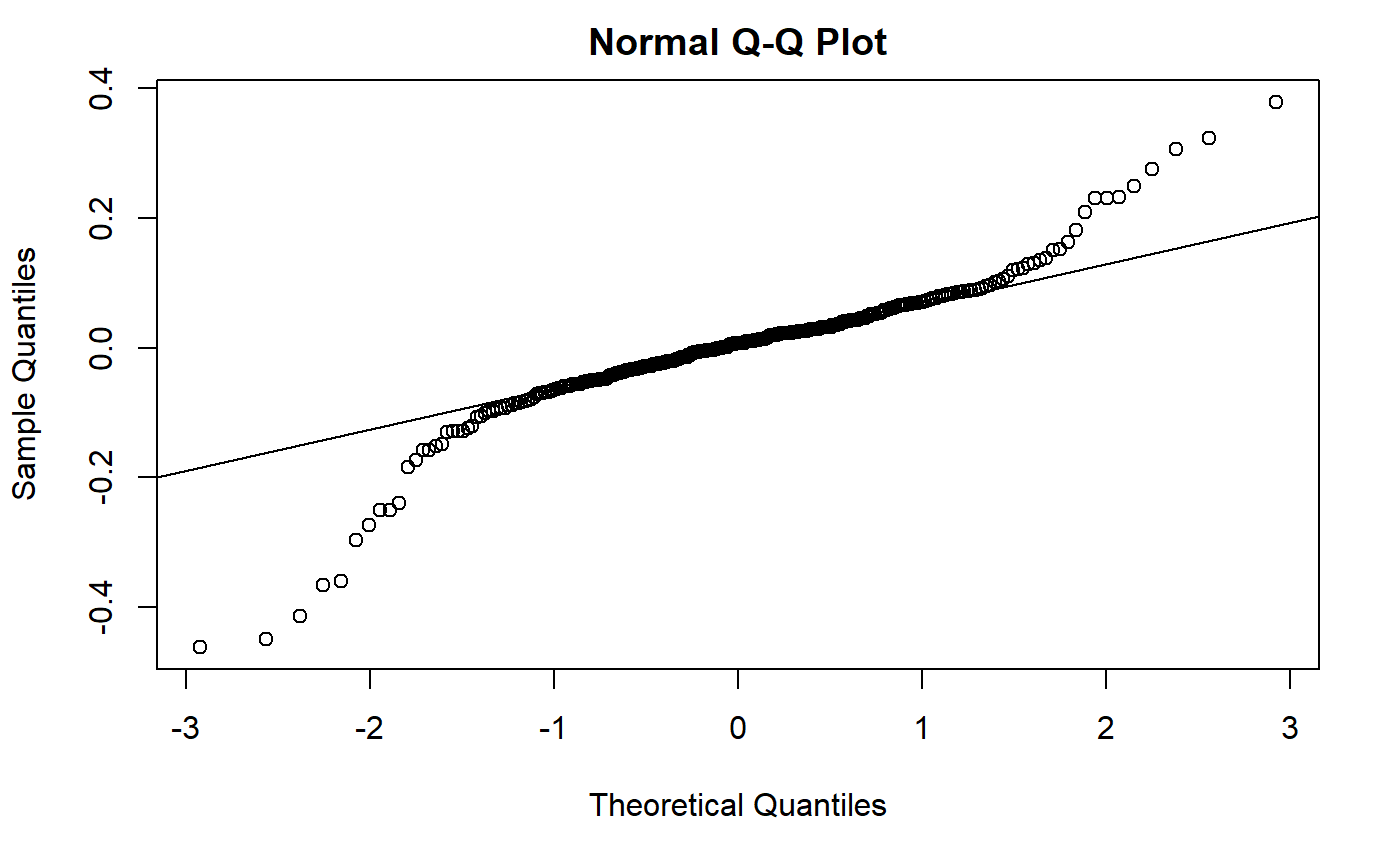 Normal Q-Q Plot
0.4
0.2
0.0
-0.2
-0.4
Sample Quantiles
-3 -2 -1 0 1 2 3
Theoretical Quantiles